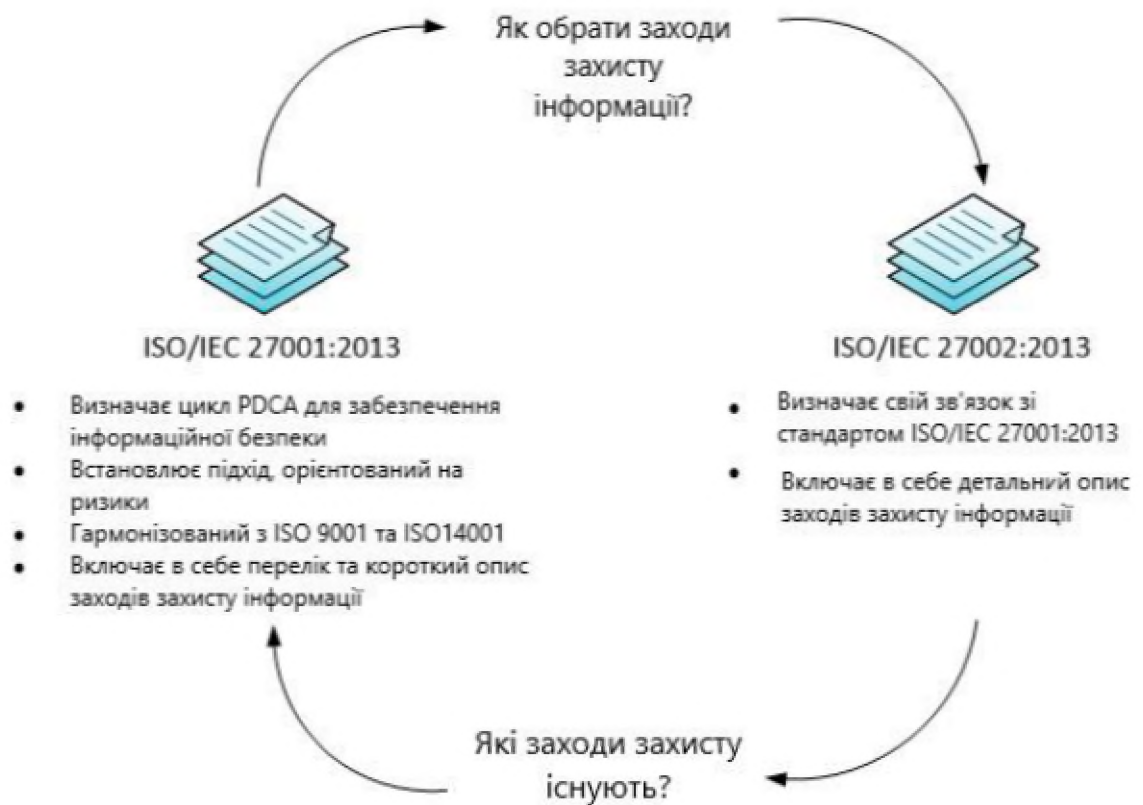 Як обрати заходи
захисту
інформації?
ISO/IEC 27001:2013
• Визначає цикл PDCA для забезпечення
інформаційної безпеки
• Встановлює підхід, орієнтований на
ризики
• Гармонізований з ISO 9001 та ISO14001
• Включає в себе перелік та короткий опис
заходів захисту інформації
ISO/IEC 27002:2013
• Визначає свій зв'язок зі
стандартом ISO/IEC 27001:2013
• Включає в себе детальний опис
заходів захисту інформації
Які заходи захисту
існують?